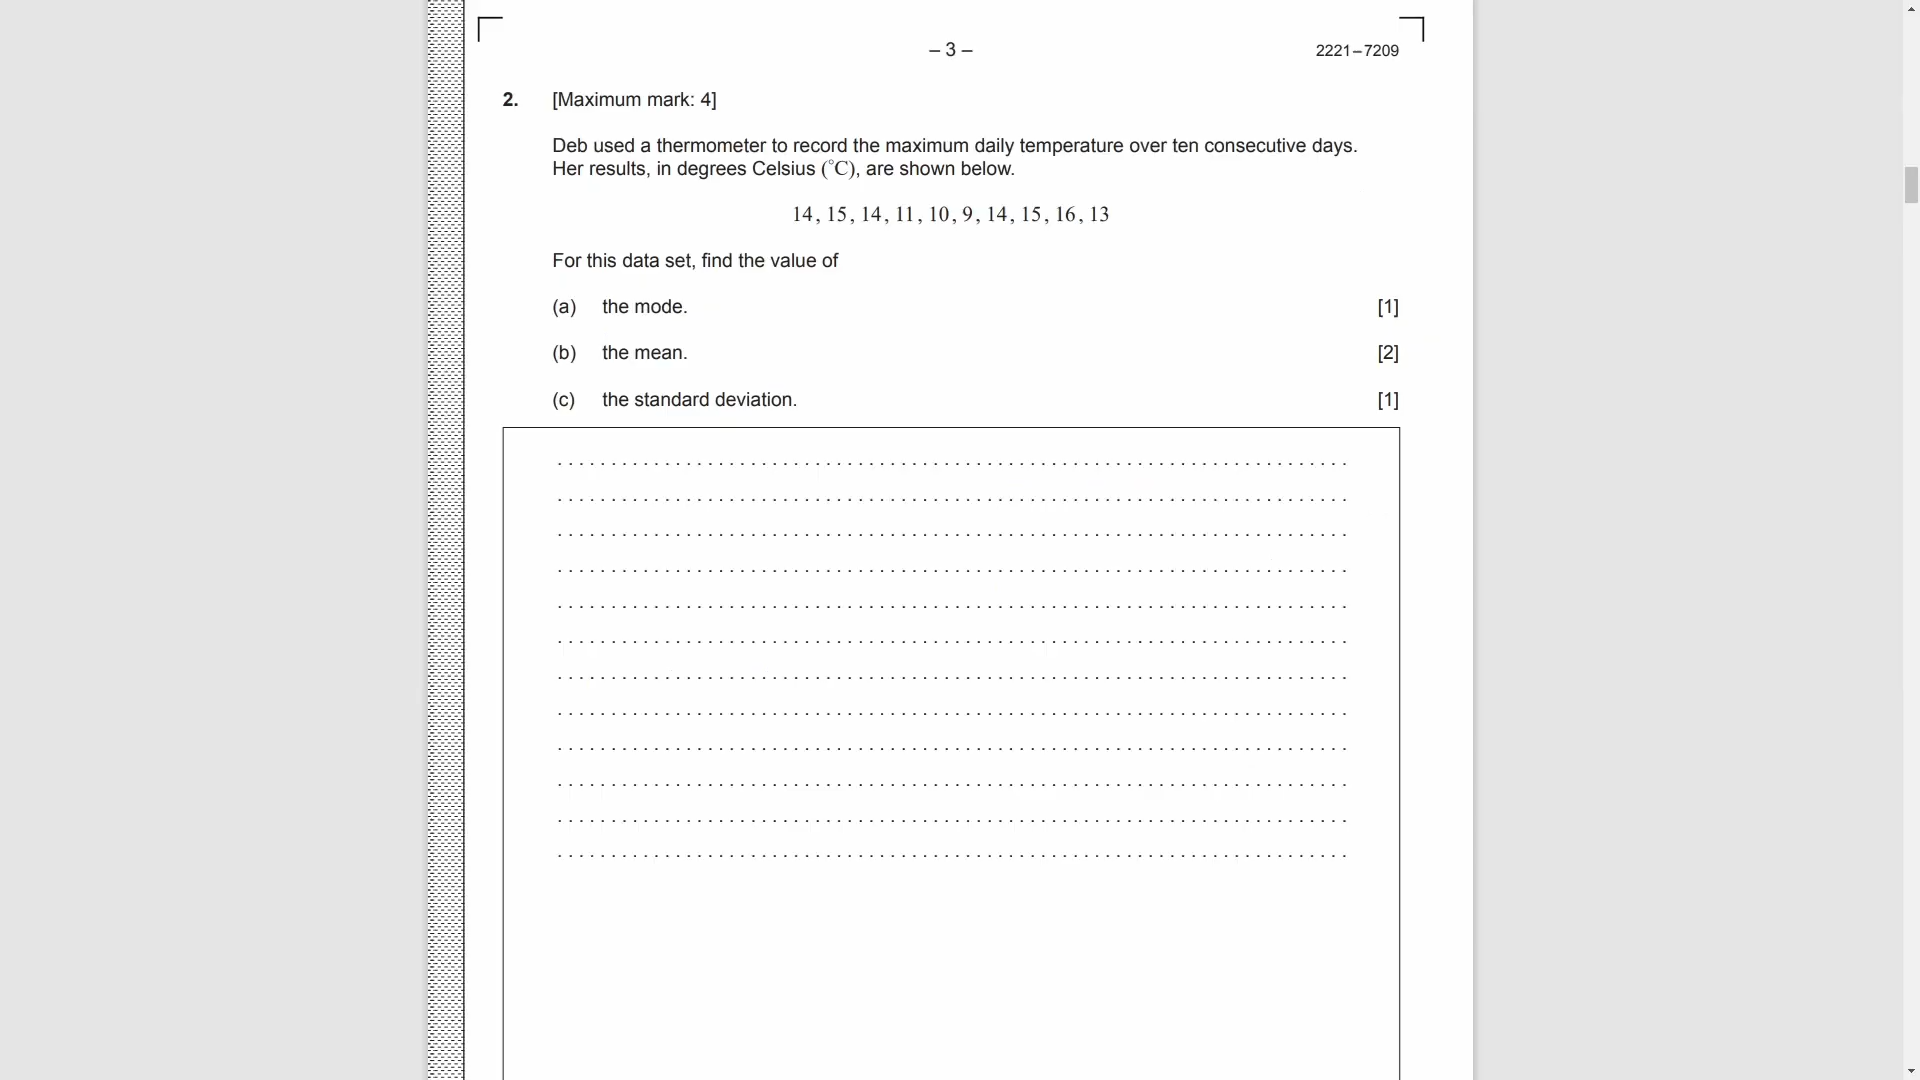 – 3 –
2221 – 7209
2. [Maximum mark: 4]
Deb used a thermometer to record the maximum daily temperature over ten consecutive days.
Her results, in degrees Celsius (°C), are shown below.
14, 15, 14, 11, 10, 9, 14, 15, 16, 13
For this data set, find the value of
(a) the mode. [1]
(b) the mean. [2]
(c) the standard deviation. [1]